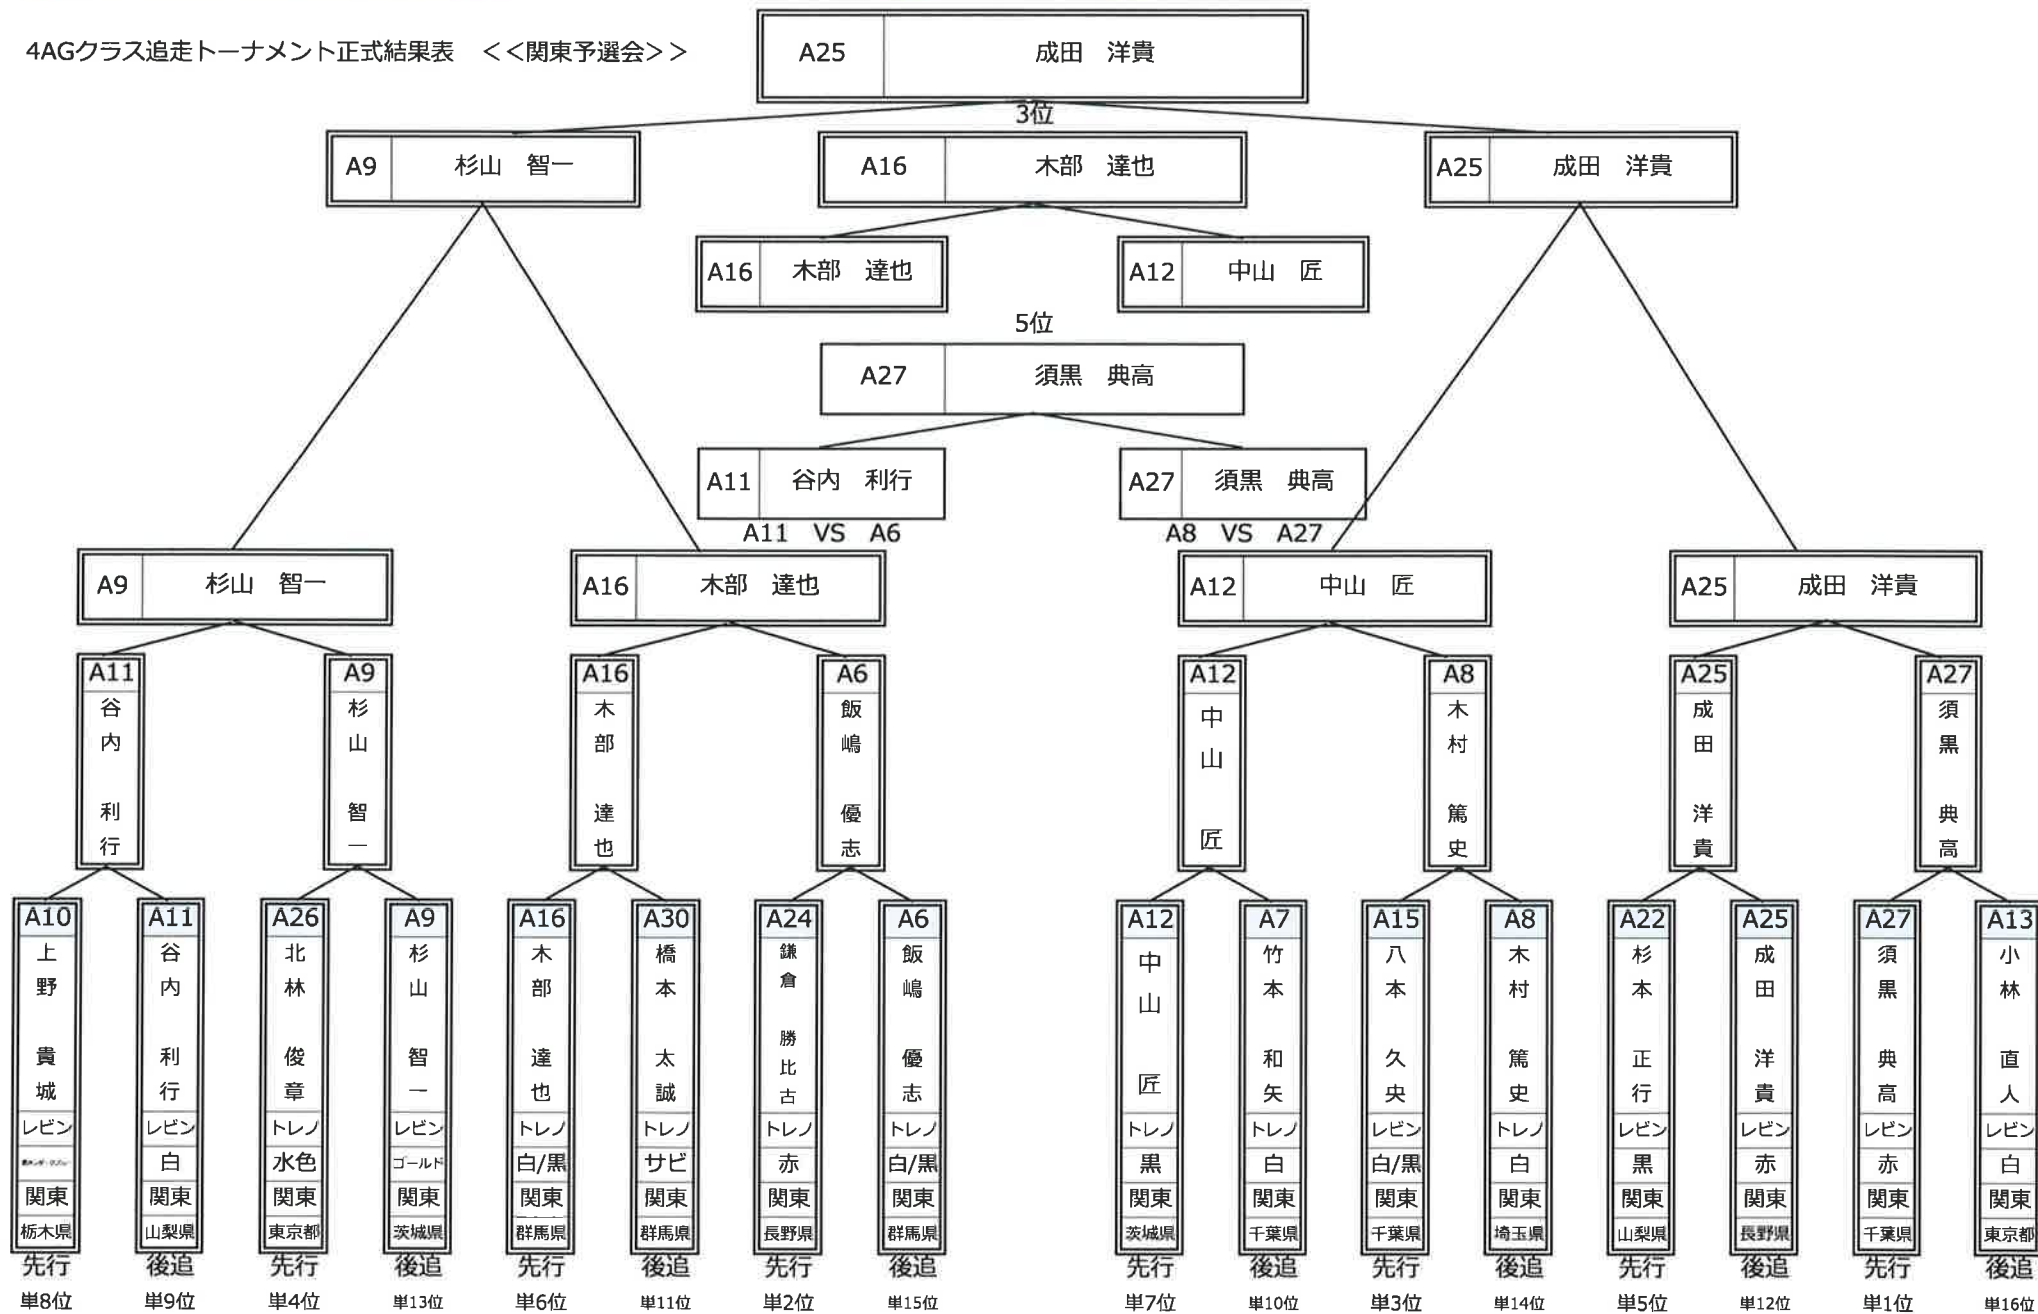 4AGクラス追走トーナメント正式結果表　<<関東予選会>>
A25 成田　洋貴
3位
A9 杉山　智一
A16 木部　達也
A25 成田　洋貴
A16 木部　達也
A12 中山　匠
5位
A27 須黒　典高
A11 谷内　利行
A27 須黒　典高
A11　VS　A6
A8　VS　A27
A9 杉山　智一
A16 木部　達也
A12 中山　匠
A25 成田　洋貴
A11 谷内　利行
A9 杉山　智一
A16 木部　達也
A6 飯嶋　優志
A12 中山　匠
A8 木村　篤史
A25 成田　洋貴
A27 須黒　典高
A10 A11 A26 A9 A16 A30 A24 A6 A12 A7 A15 A8 A22 A25 A27 A13
上野　貴城
谷内　利行
北林　俊章
杉山　智一
木部　達也
橋本　太誠
鎌倉　勝比古
飯嶋　優志
中山　匠
竹本　和矢
八本　久央
木村　篤史
杉本　正行
成田　洋貴
須黒　典高
小林　直人
レビン レビン トレノ レビン トレノ トレノ トレノ トレノ トレノ トレノ レビン トレノ レビン レビン レビン レビン
白 水色 ゴールド 白/黒 サビ 赤 白/黒 黒 白 白/黒 白 黒 赤 赤 白
関東 関東 関東 関東 関東 関東 関東 関東 関東 関東 関東 関東 関東 関東 関東 関東
栃木県 山梨県 東京都 茨城県 群馬県 群馬県 長野県 群馬県 茨城県 千葉県 千葉県 埼玉県 山梨県 長野県 千葉県 東京都
先行 後追 先行 後追 先行 後追 先行 後追 先行 後追 先行 後追 先行 後追 先行 後追
単8位 単9位 単4位 単13位 単6位 単11位 単2位 単15位 単7位 単10位 単3位 単14位 単5位 単12位 単1位 単16位